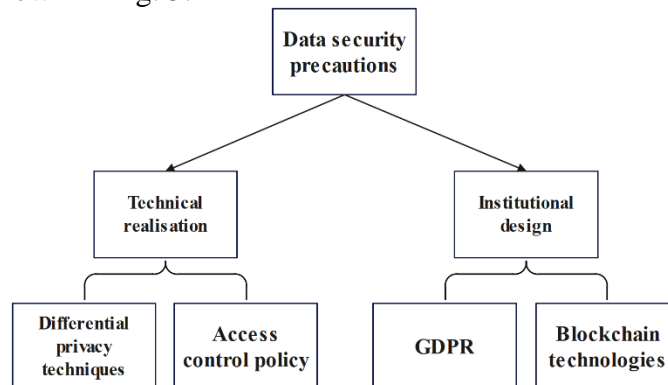 Data security
precautions
Technical
realisation
Institutional
design
Differential
privacy
techniques
Access
control policy
GDPR
Blockchain
technologies